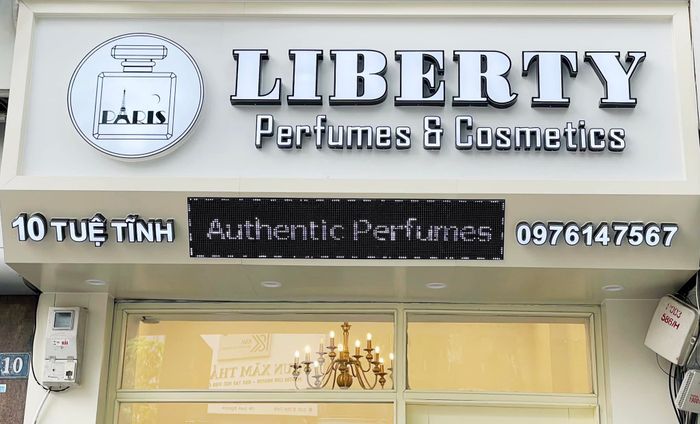 PARIS
LIBERTY
Perfumes & Cosmetics
10 TUỆ TĨNH
Authentic Perfumes
0976147567
10